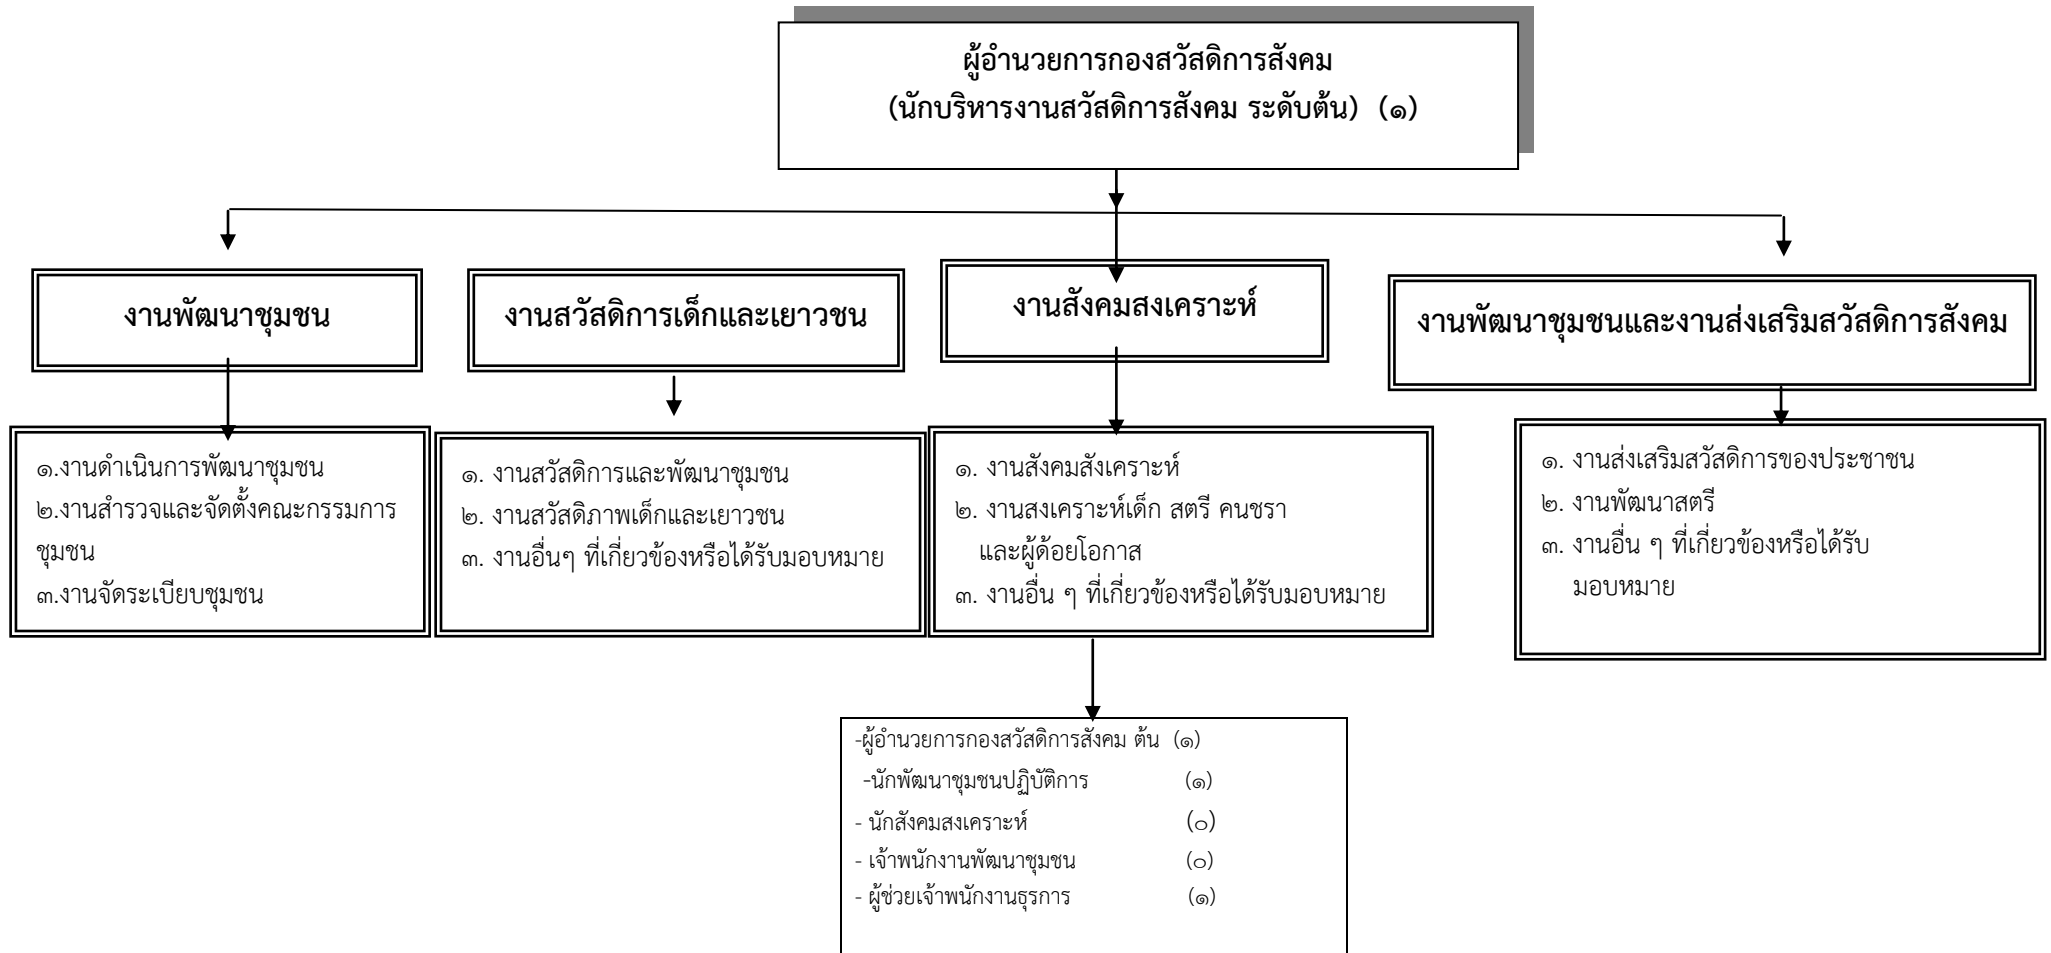 ผู้อำนวยการกองสวัสดิการสังคม
(นักบริหารงานสวัสดิการสังคม ระดับต้น) (๑)
งานพัฒนาชุมชน
งานสวัสดิการเด็กและเยาวชน
งานสังคมสงเคราะห์
งานพัฒนาชุมชนและงานส่งเสริมสวัสดิการสังคม
๑.งานดำเนินการพัฒนาชุมชน
๒.งานสำรวจและจัดตั้งคณะกรรมการ
ชุมชน
๓.งานจัดระเบียบชุมชน
๑. งานสวัสดิการและพัฒนาชุมชน
๒. งานสวัสดิภาพเด็กและเยาวชน
๓. งานอื่นๆ ที่เกี่ยวข้องหรือได้รับมอบหมาย
๑. งานสังคมสังเคราะห์
๒. งานสงเคราะห์เด็ก สตรี คนชรา
และผู้ด้อยโอกาส
๓. งานอื่น ๆ ที่เกี่ยวข้องหรือได้รับมอบหมาย
๑. งานส่งเสริมสวัสดิการของประชาชน
๒. งานพัฒนาสตรี
๓. งานอื่น ๆ ที่เกี่ยวข้องหรือได้รับ
มอบหมาย
-ผู้อำนวยการกองสวัสดิการสังคม ต้น (๑)
-นักพัฒนาชุมชนปฏิบัติการ (๑)
- นักสังคมสงเคราะห์ (๐)
- เจ้าพนักงานพัฒนาชุมชน (๐)
- ผู้ช่วยเจ้าพนักงานธุรการ (๑)